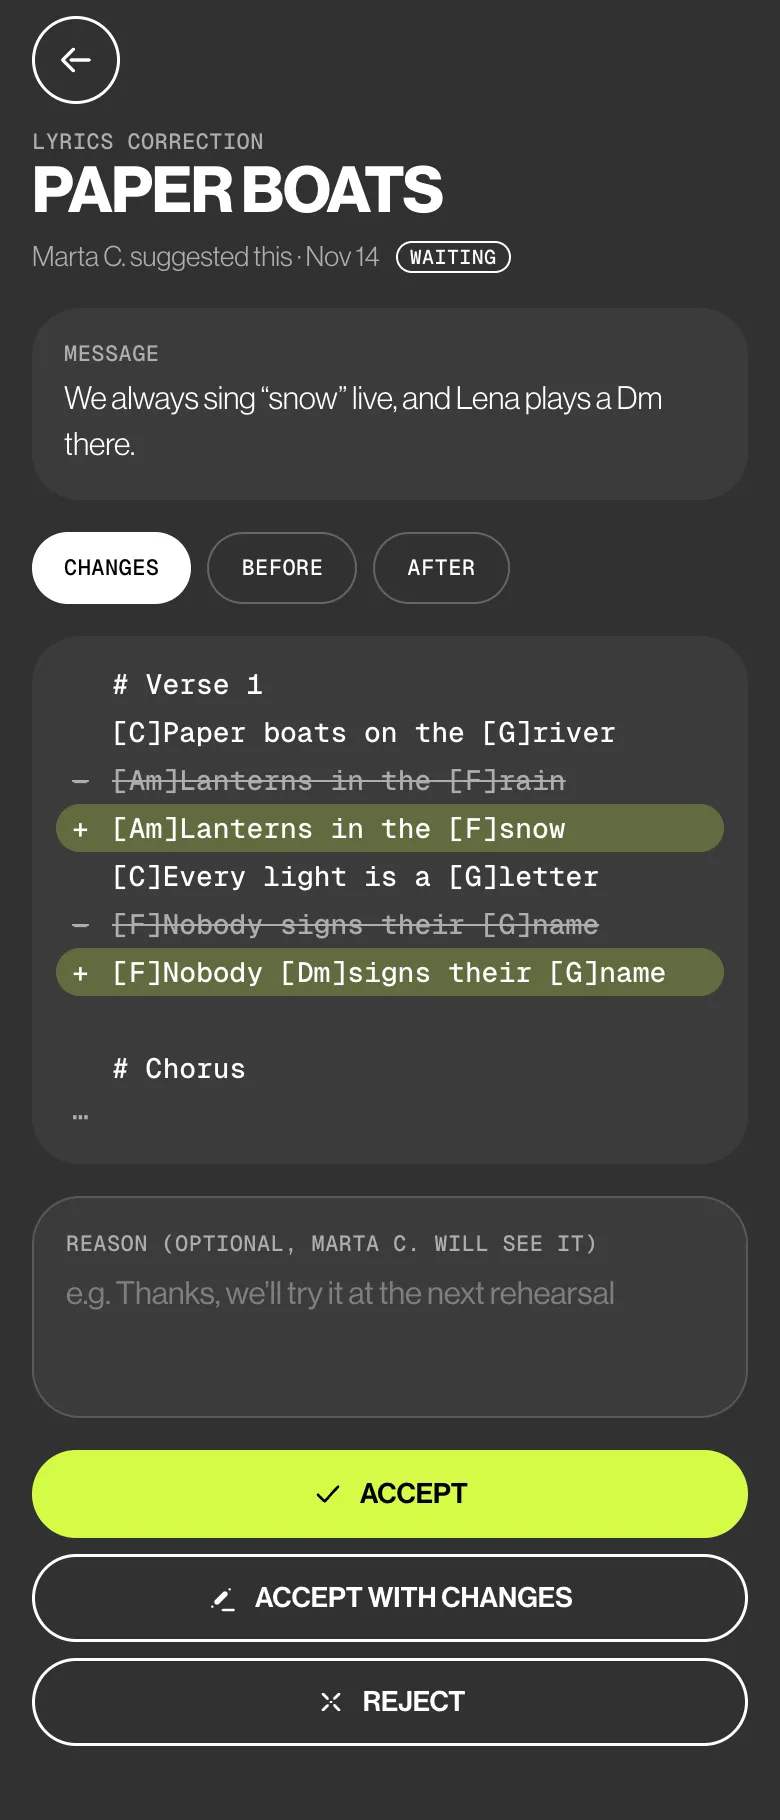 LYRICS CORRECTION
PAPER BOATS
Marta C. suggested this · Nov 14 WAITING
MESSAGE
We always sing “snow” live, and Lena plays a Dm
there.
CHANGES BEFORE AFTER
# Verse 1
[C]Paper boats on the [G]river
– [Am]Lanterns in the [F]rain
+ [Am]Lanterns in the [F]snow
[C]Every light is a [G]letter
– [F]Nobody signs their [G]name
+ [F]Nobody [Dm]signs their [G]name
# Chorus
…
REASON (OPTIONAL, MARTA C. WILL SEE IT)
e.g. Thanks, we’ll try it at the next rehearsal
ACCEPT
ACCEPT WITH CHANGES
REJECT